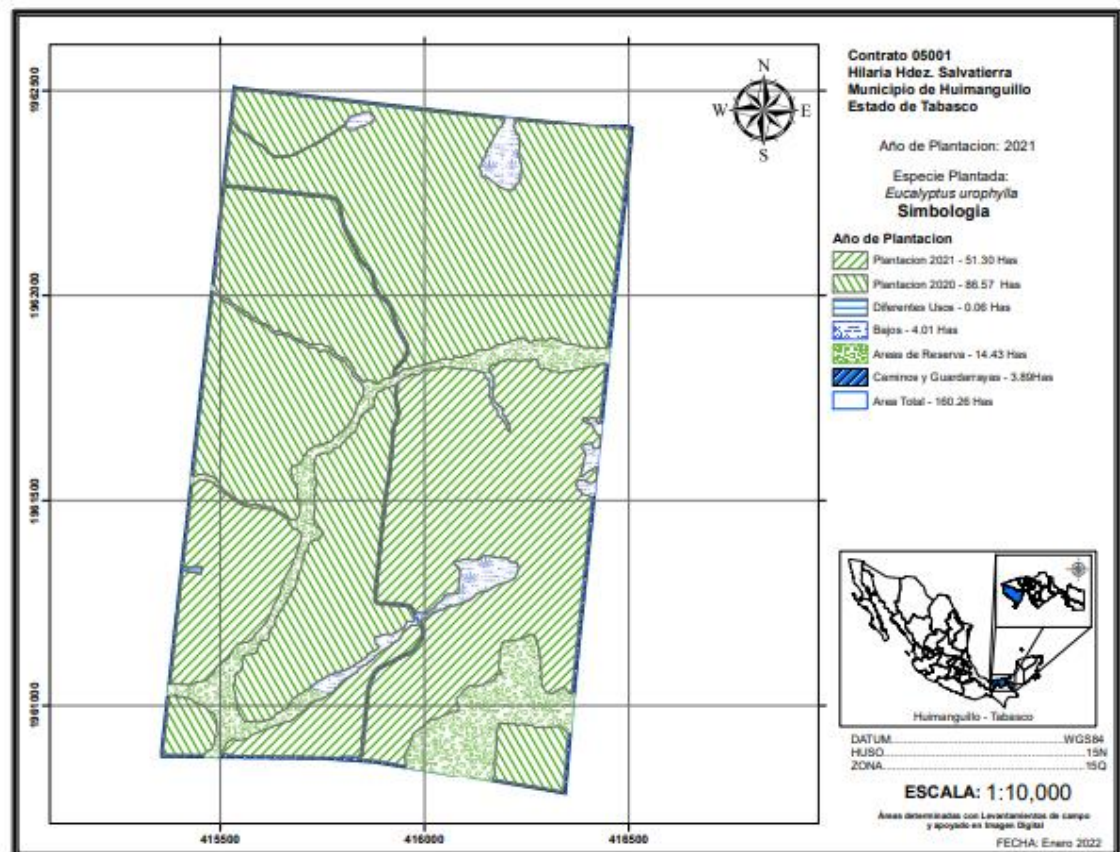 Contrato 05001
Hilaria Hdez. Salvatierra
Municipio de Huimanguillo
Estado de Tabasco
Año de Plantacion: 2021
Especie Plantada:
Eucalyptus urophylla
Simbologia
Año de Plantacion
Plantacion 2021 - 51.30 Has
Plantacion 2020 - 86.57 Has
Diferentes Usos - 0.06 Has
Bajos - 4.01 Has
Areas de Reserva - 14.43 Has
Caminos y Guardarrayas - 3.89Has
Area Total - 160.26 Has
N
W
E
S
1962500
1962000
1961500
1961000
415500
416000
416500
Huimanguillo - Tabasco
DATUM WGS84
HUSO 15N
ZONA 15Q
ESCALA: 1:10,000
Áreas determinadas con Levantamientos de campo
y apoyado en Imagen Digital
FECHA: Enero 2022